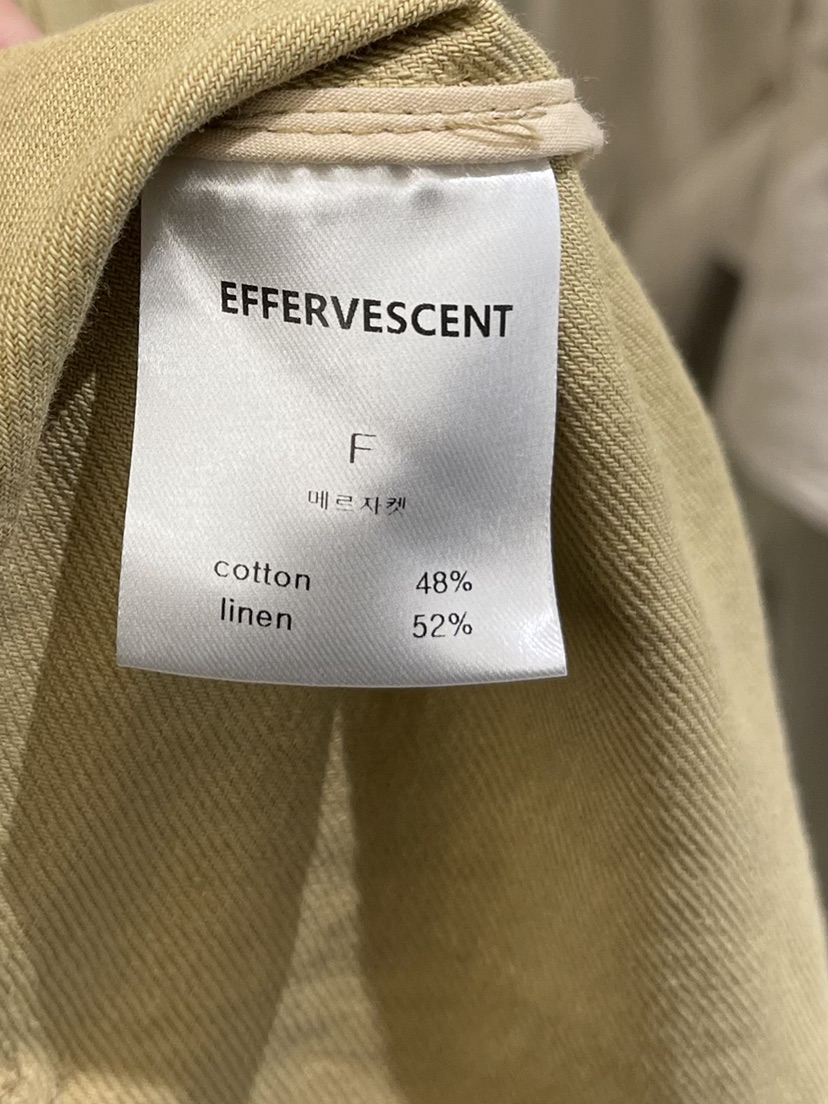 EFFERVESCENT
F
메르자켓
cotton 48%
linen 52%